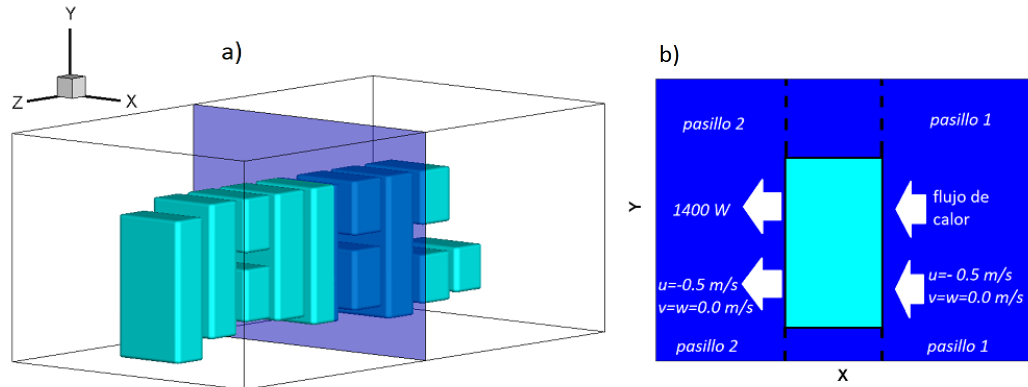 a)
Y
Z
X
b)
pasillo 2
pasillo 1
1400 W
flujo de
calor
u=-0.5 m/s
v=w=0.0 m/s
u=- 0.5 m/s
v=w=0.0 m/s
pasillo 2
pasillo 1
Y
X